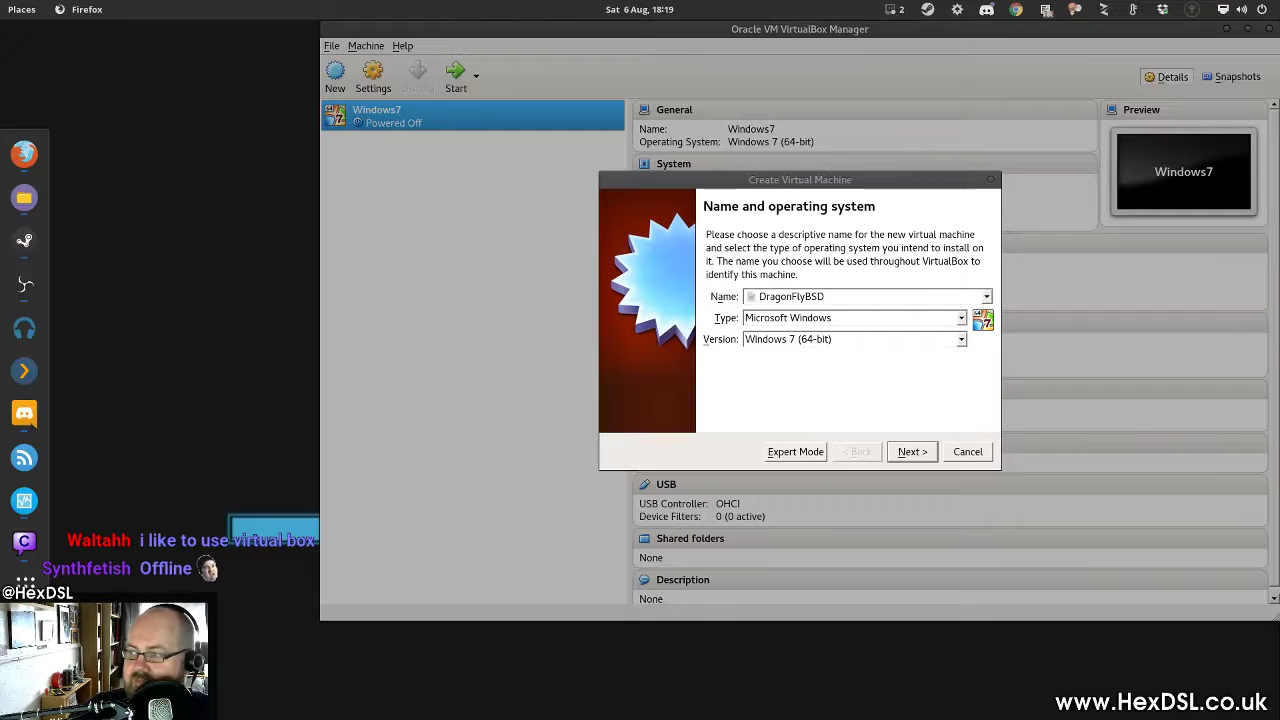 Places Firefox Sat 6 Aug, 18:19 2
Oracle VM VirtualBox Manager
File Machine Help
New Settings Discard Start Details Snapshots
Windows7
Powered Off
General
Name: Windows7
Operating System: Windows 7 (64-bit)
System
Preview
Windows7
Create Virtual Machine
Name and operating system
Please choose a descriptive name for the new virtual machine
and select the type of operating system you intend to install on
it. The name you choose will be used throughout VirtualBox to
identify this machine.
Name: DragonFlyBSD
Type: Microsoft Windows
Version: Windows 7 (64-bit)
Expert Mode < Back Next > Cancel
USB
USB Controller: OHCI
Device Filters: 0 (0 active)
Shared folders
None
Description
None
Waltahh i like to use virtual box
Synthfetish Offline
@HexDSL
www.HexDSL.co.uk